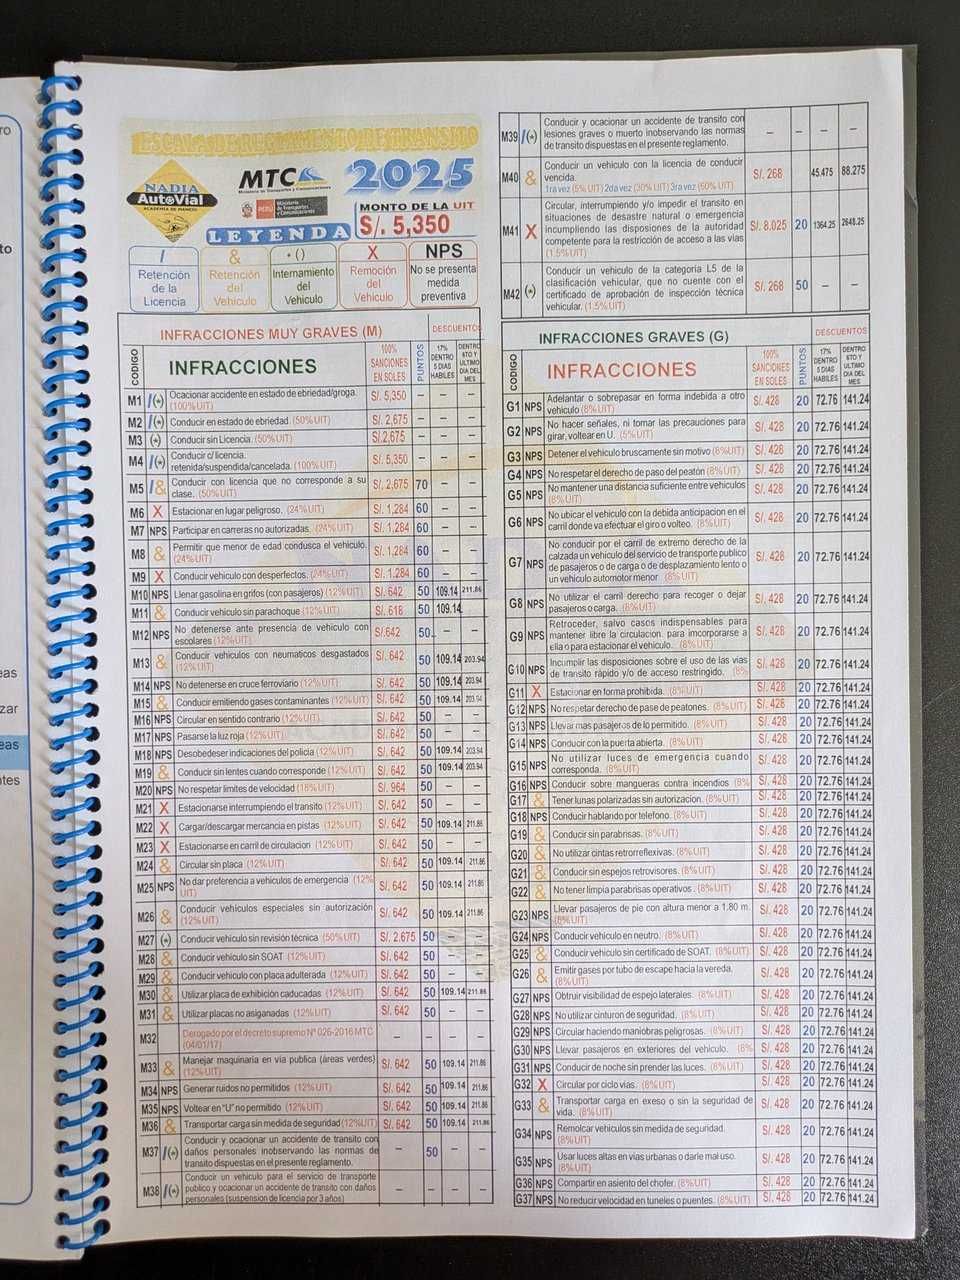 ro
to
eas
zar
eas
ntes
ESCALA DE REGLAMENTO DE TRANSITO
NADIA
AutoVial
ACADEMIA DE MANEJO
MTC
Ministerio de Transportes y Comunicaciones
PERÚ
Ministerio
de Transportes
y Comunicaciones
2025
MONTO DE LA UIT
S/. 5,350
LEYENDA
/
Retención
de la
Licencia
&
Retención
del
Vehículo
• ( )
Internamiento
del
Vehículo
X
Remoción
del
Vehículo
NPS
No se presenta
medida
preventiva
INFRACCIONES MUY GRAVES (M)
DESCUENTOS
CODIGO
INFRACCIONES
100%
SANCIONES
EN SOLES
PUNTOS
17%
DENTRO
5 DIAS
HABILES
DENTRO
6TO Y
ULTIMO
DIA DEL
MES
M1 /(•) Ocacionar accidente en estado de ebriedad/groga.
(100%UIT) S/. 5,350 – – –
M2 /(•) Conducir en estado de ebriedad. (50%UIT) S/. 2,675 – – –
M3 (•) Conducir sin Licencia. (50%UIT) S/.2,675 – – –
M4 /(•) Conducir c/ licencia.
retenida/suspendida/cancelada. (100%UIT) S/. 5,350 – – –
M5 /& Conducir con licencia que no corresponde a su
clase. (50%UIT) S/. 2,675 70 – –
M6 X Estacionar en lugar peligroso. (24%UIT) S/. 1,284 60 – –
M7 NPS Participar en carreras no autorizadas. (24%UIT) S/. 1,284 60 – –
M8 & Permitir que menor de edad condusca el vehículo.
(24%UIT) S/. 1,284 60 – –
M9 X Conducir vehiculo con desperfectos. (24%UIT) S/. 1.284 60 – –
M10 NPS Llenar gasolina en grifos (con pasajeros) (12%UIT) S/. 642 50 109.14 211.86
M11 & Conducir vehiculo sin parachoque (12%UIT) S/. 618 50 109.14
M12 NPS No detenerse ante presencia de vehículo con
escolares (12%UIT) S/.642 50 – –
M13 & Conducir vehículos con neumaticos desgastados
(12%UIT) S/. 642 50 109.14 203.94
M14 NPS No detenerse en cruce ferroviario (12%UIT) S/. 642 50 109.14 203.94
M15 & Conducir emitiendo gases contaminantes (12%UIT) S/. 642 50 109.14 203.94
M16 NPS Circular en sentido contrario (12%UIT) S/. 642 50 – –
M17 NPS Pasarse la luz roja (12%UIT) S/. 642 50 – –
M18 NPS Desobedeser indicaciones del policía (12%UIT) S/. 642 50 109.14 203.94
M19 & Conducir sin lentes cuando corresponde (12%UIT) S/. 642 50 109.14 203.94
M20 NPS No respetar limites de velocidad (18%UIT) S/. 964 50 – –
M21 X Estacionarse interrumpiendo el transito (12%UIT) S/. 642 50 – –
M22 X Cargar/descargar mercancia en pistas (12%UIT) S/. 642 50 109.14 211.86
M23 X Estacionarse en carril de circulacion (12%UIT) S/. 642 50 – –
M24 & Circular sin placa (12%UIT) S/. 642 50 109.14 211.86
M25 NPS No dar preferencia a vehículos de emergencia (12%
UIT) S/. 642 50 109.14 211.86
M26 & Conducir vehículos especiales sin autorización
(12%UIT) S/. 642 50 109.14 211.86
M27 (•) Conducir vehiculo sin revisión técnica (50%UIT) S/. 2.675 50 – –
M28 & Conducir vehículo sin SOAT (12%UIT) S/. 642 50 – –
M29 & Conducir vehiculo con placa adulterada (12%UIT) S/. 642 50 – –
M30 & Utilizar placa de exhibición caducadas (12%UIT) S/. 642 50 109.14 211.86
M31 & Utilizar placas no asiganadas (12%UIT) S/. 642 50 – –
M32 Derogado por el decreto supremo Nº 026-2016 MTC
(04/01/17) – – – –
M33 & Manejar maquinaria en via publica (áreas verdes)
(12%UIT) S/. 642 50 109.14 211.86
M34 NPS Generar ruidos no permitidos (12%UIT) S/. 642 50 109.14 211.86
M35 NPS Voltear en "U" no permitido (12%UIT) S/. 642 50 109.14 211.86
M36 & Transportar carga sin medida de seguridad (12%UIT) S/. 642 50 109.14 211.86
M37 /(•) Conducir y ocacionar un accidente de transito con
daños personales inobservando las normas de
transito dispuestas en el presente reglamento. 50 – –
M38 /(•) Conducir un vehiculo para el servicio de transporte
publico y ocacionar un accidente de transito con daños
personales (suspension de licencia por 3 años) – – – –
M39 /(•) Conducir y ocacionar un accidente de transito con
lesiones graves o muerto inobservando las normas
de transito dispuestas en el presente reglamento. – – – –
M40 & Conducir un vehículo con la licencia de conducir
vencida.
1ra vez (5% UIT) 2da vez (30% UIT) 3ra vez (50% UIT) S/. 268 45.475 88.275
M41 X Circular, interrumpiendo y/o impedir el transito en
situaciones de desastre natural o emergencia
incumpliendo las disposiones de la autoridad
competente para la restricción de acceso a las vias
(1.5%UIT) S/. 8.025 20 1364.25 2648.25
M42 (•) Conducir un vehiculo de la categoria L5 de la
clasificación vehicular, que no cuente con el
certificado de aprobación de inspección técnica
vehicular. (1.5%UIT) S/. 268 50 – –
INFRACCIONES GRAVES (G)
DESCUENTOS
CODIGO
INFRACCIONES
100%
SANCIONES
EN SOLES
PUNTOS
17%
DENTRO
5 DIAS
HABILES
DENTRO
6TO Y
ULTIMO
DIA DEL
MES
G1 NPS Adelantar o sobrepasar en forma indebida a otro
vehiculo (8%UIT) S/. 428 20 72.76 141.24
G2 NPS No hacer señales, ni tomar las precauciones para
girar, voltear en U. (5%UIT) S/. 428 20 72.76 141.24
G3 NPS Detener el vehiculo bruscamente sin motivo (8%UIT) S/. 428 20 72.76 141.24
G4 NPS No respetar el derecho de paso del peatón (8%UIT) S/. 428 20 72.76 141.24
G5 NPS No mantener una distancia suficiente entre vehículos
(8%UIT) S/. 428 20 72.76 141.24
G6 NPS No ubicar el vehículo con la debida anticipacion en el
carril donde va efectuar el giro o volteo. (8%UIT) S/. 428 20 72.76 141.24
G7 NPS No conducir por el carril de extremo derecho de la
calzada un vehículo del servicio de transporte publico
de pasajeros o de carga o de desplazamiento lento o
un vehiculo automotor menor (8%UIT) S/. 428 20 72.76 141.24
G8 NPS No utilizar el carril derecho para recoger o dejar
pasajeros o carga. (8%UIT) S/. 428 20 72.76 141.24
G9 NPS Retroceder, salvo casos indispensables para
mantener libre la circulacion. para imcorporarse a
ella o para estacionar el vehículo. (8%UIT) S/. 428 20 72.76 141.24
G10 NPS Incumplir las disposiones sobre el uso de las vias
de transito rápido y/o de acceso restringido. (8% S/. 428 20 72.76 141.24
G11 X Estacionar en forma prohibida. (8%UIT) S/. 428 20 72.76 141.24
G12 NPS No respetar derecho de pase de peatones. (8%UIT) S/. 428 20 72.76 141.24
G13 NPS Llevar mas pasajeros de lo permitido. (8%UIT) S/. 428 20 72.76 141.24
G14 NPS Conducir con la puerta abierta. (8%UIT) S/. 428 20 72.76 141.24
G15 NPS No utilizar luces de emergencia cuando
corresponda. (8%UIT) S/. 428 20 72.76 141.24
G16 NPS Conducir sobre mangueras contra incendios (8% S/. 428 20 72.76 141.24
G17 & Tener lunas polarizadas sin autorizacion. (8%UIT) S/. 428 20 72.76 141.24
G18 NPS Conducir hablando por telefono. (8%UIT) S/. 428 20 72.76 141.24
G19 & Conducir sin parabrisas. (8%UIT) S/. 428 20 72.76 141.24
G20 & No utilizar cintas retrorreflexivas. (8%UIT) S/. 428 20 72.76 141.24
G21 & Conducir sin espejos retrovisores. (8%UIT) S/. 428 20 72.76 141.24
G22 & No tener limpia parabrisas operativos . (8%UIT) S/. 428 20 72.76 141.24
G23 NPS Llevar pasajeros de pie con altura menor a 1.80 m.
(8%UIT) S/. 428 20 72.76 141.24
G24 NPS Conducir vehículo en neutro. (8%UIT) S/. 428 20 72.76 141.24
G25 & Conducir vehículo sin certificado de SOAT. (8%UIT) S/. 428 20 72.76 141.24
G26 & Emitir gases por tubo de escape hacia la vereda.
(8%UIT) S/. 428 20 72.76 141.24
G27 NPS Obtruir visibilidad de espejo laterales. (8%UIT) S/. 428 20 72.76 141.24
G28 NPS No utilizar cinturon de seguridad. (8%UIT) S/. 428 20 72.76 141.24
G29 NPS Circular haciendo maniobras peligrosas. (8%UIT) S/. 428 20 72.76 141.24
G30 NPS Llevar pasajeros en exteriores del vehículo. (8% S/. 428 20 72.76 141.24
G31 NPS Conducir de noche sin prender las luces. (8%UIT) S/. 428 20 72.76 141.24
G32 X Circular por ciclo vias. (8%UIT) S/. 428 20 72.76 141.24
G33 & Transportar carga en exeso o sin la seguridad de
vida. (8%UIT) S/. 428 20 72.76 141.24
G34 NPS Remolcar vehículos sin medida de seguridad.
(8%UIT) S/. 428 20 72.76 141.24
G35 NPS Usar luces altas en vias urbanas o darle mal uso.
(8%UIT) S/. 428 20 72.76 141.24
G36 NPS Compartir en asiento del chofer. (8%UIT) S/. 428 20 72.76 141.24
G37 NPS No reducir velocidad en tuneles o puentes. (8%UIT) S/. 428 20 72.76 141.24